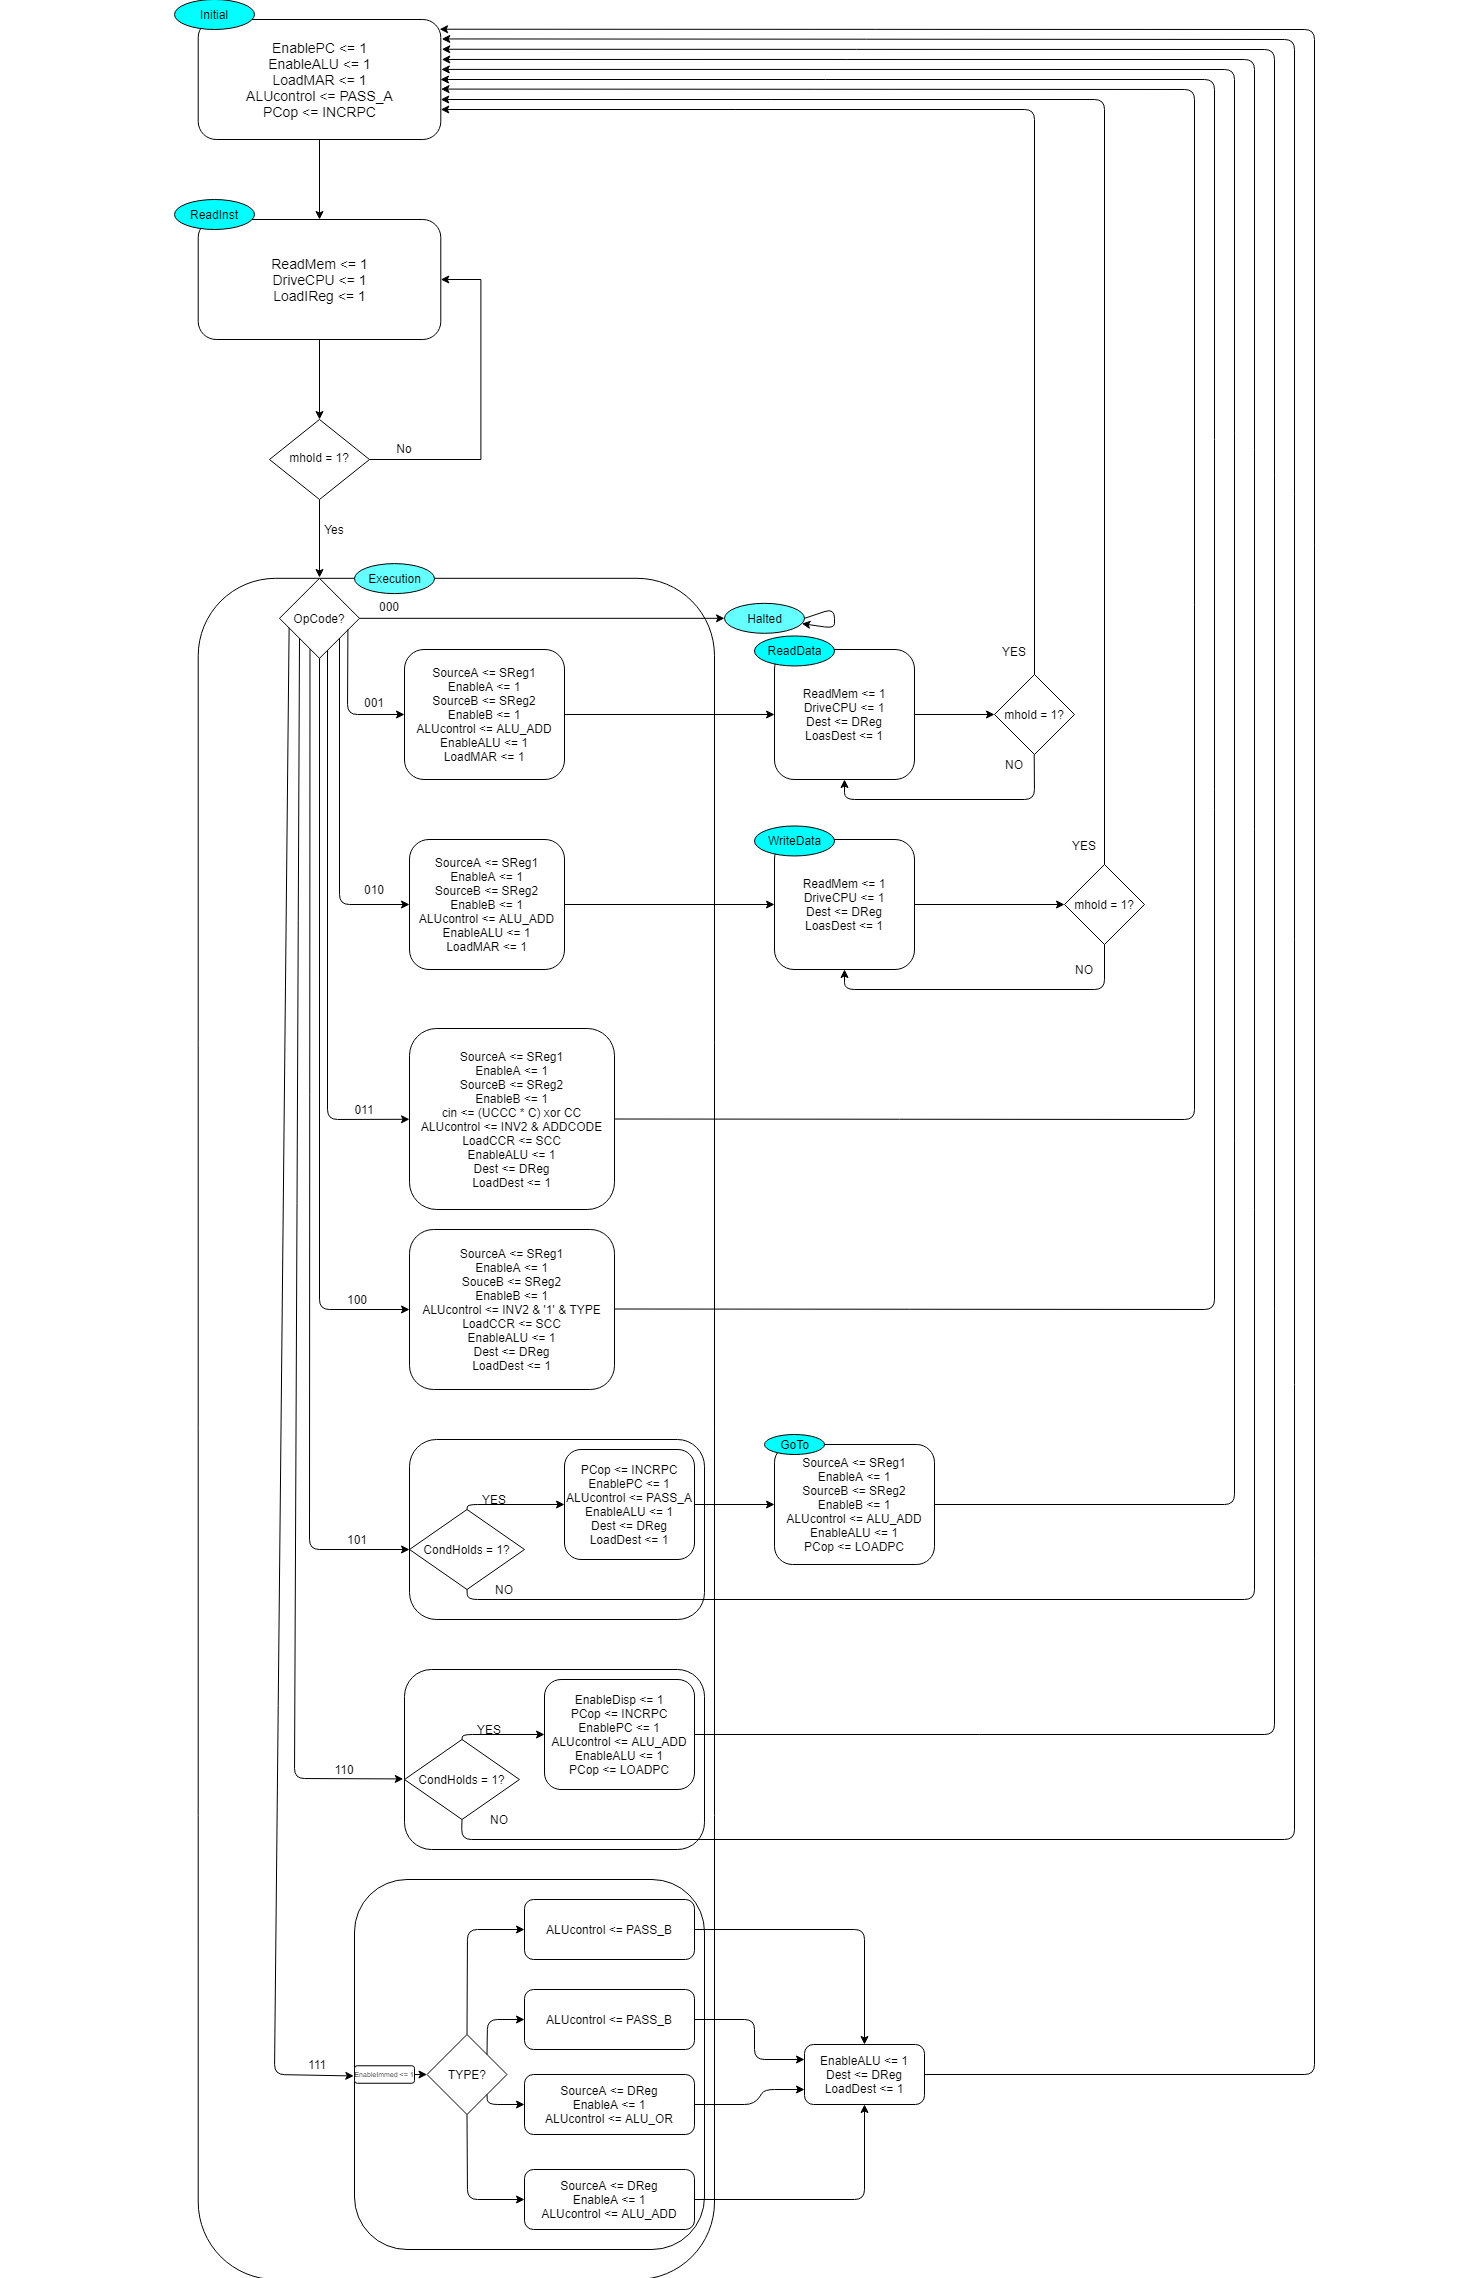 Initial
EnablePC <= 1
EnableALU <= 1
LoadMAR <= 1
ALUcontrol <= PASS_A
PCop <= INCRPC
ReadInst
ReadMem <= 1
DriveCPU <= 1
LoadIReg <= 1
mhold = 1?
No
Yes
Execution
OpCode?
000
Halted
001
SourceA <= SReg1
EnableA <= 1
SourceB <= SReg2
EnableB <= 1
ALUcontrol <= ALU_ADD
EnableALU <= 1
LoadMAR <= 1
ReadData
ReadMem <= 1
DriveCPU <= 1
Dest <= DReg
LoasDest <= 1
YES
mhold = 1?
NO
010
SourceA <= SReg1
EnableA <= 1
SourceB <= SReg2
EnableB <= 1
ALUcontrol <= ALU_ADD
EnableALU <= 1
LoadMAR <= 1
WriteData
ReadMem <= 1
DriveCPU <= 1
Dest <= DReg
LoasDest <= 1
YES
mhold = 1?
NO
011
SourceA <= SReg1
EnableA <= 1
SourceB <= SReg2
EnableB <= 1
cin <= (UCCC * C) xor CC
ALUcontrol <= INV2 & ADDCODE
LoadCCR <= SCC
EnableALU <= 1
Dest <= DReg
LoadDest <= 1
100
SourceA <= SReg1
EnableA <= 1
SouceB <= SReg2
EnableB <= 1
ALUcontrol <= INV2 & '1' & TYPE
LoadCCR <= SCC
EnableALU <= 1
Dest <= DReg
LoadDest <= 1
101
CondHolds = 1?
YES
NO
PCop <= INCRPC
EnablePC <= 1
ALUcontrol <= PASS_A
EnableALU <= 1
Dest <= DReg
LoadDest <= 1
GoTo
SourceA <= SReg1
EnableA <= 1
SourceB <= SReg2
EnableB <= 1
ALUcontrol <= ALU_ADD
EnableALU <= 1
PCop <= LOADPC
110
CondHolds = 1?
YES
NO
EnableDisp <= 1
PCop <= INCRPC
EnablePC <= 1
ALUcontrol <= ALU_ADD
EnableALU <= 1
PCop <= LOADPC
111
EnableImmed <= 1
TYPE?
ALUcontrol <= PASS_B
ALUcontrol <= PASS_B
SourceA <= DReg
EnableA <= 1
ALUcontrol <= ALU_OR
SourceA <= DReg
EnableA <= 1
ALUcontrol <= ALU_ADD
EnableALU <= 1
Dest <= DReg
LoadDest <= 1